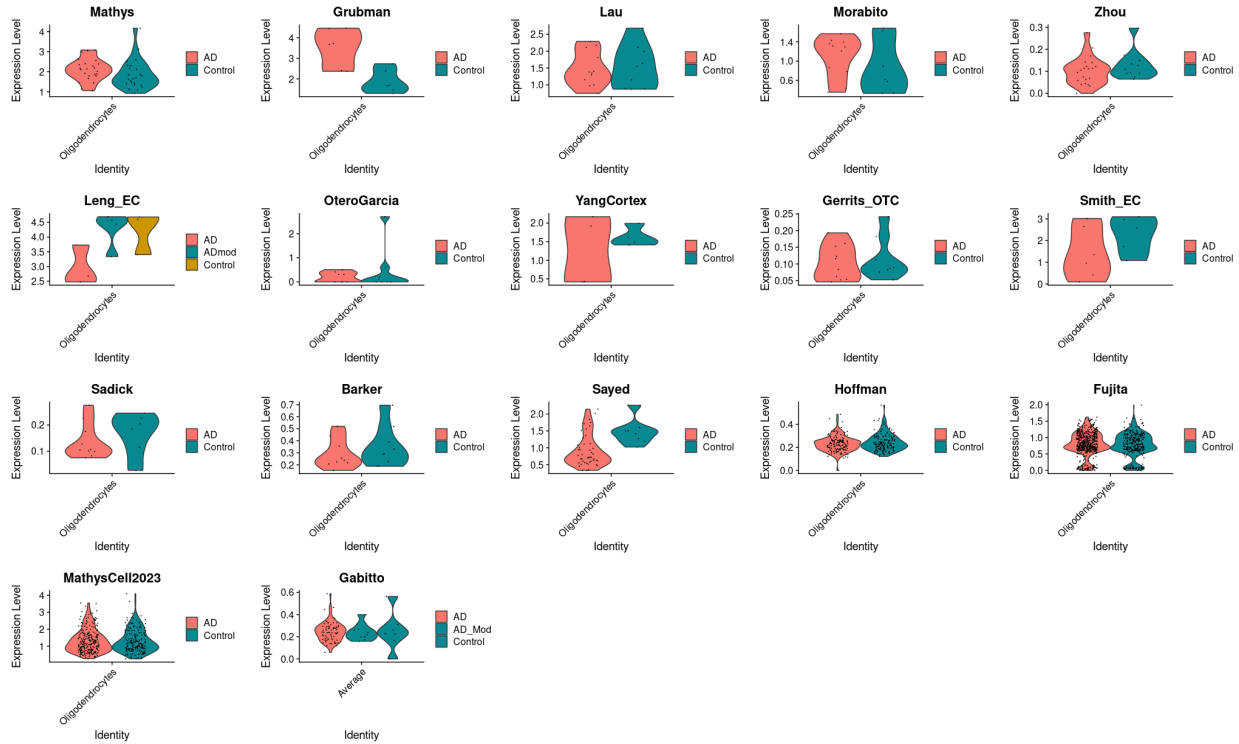 Mathys
Expression Level
4
3
2
1
Oligodendrocytes
Identity
AD
Control
Grubman
Expression Level
4
3
2
Oligodendrocytes
Identity
AD
Control
Lau
Expression Level
2.5
2.0
1.5
1.0
Oligodendrocytes
Identity
AD
Control
Morabito
Expression Level
1.4
1.0
0.6
Oligodendrocytes
Identity
AD
Control
Zhou
Expression Level
0.3
0.2
0.1
0.0
Oligodendrocytes
Identity
AD
Control
Leng_EC
Expression Level
4.5
4.0
3.5
3.0
2.5
Oligodendrocytes
Identity
AD
ADmod
Control
OteroGarcia
Expression Level
2
1
0
Oligodendrocytes
Identity
AD
Control
YangCortex
Expression Level
2.0
1.5
1.0
0.5
Oligodendrocytes
Identity
AD
Control
Gerrits_OTC
Expression Level
0.25
0.20
0.15
0.10
0.05
Oligodendrocytes
Identity
AD
Control
Smith_EC
Expression Level
3
2
1
0
Oligodendrocytes
Identity
AD
Control
Sadick
Expression Level
0.2
0.1
Oligodendrocytes
Identity
AD
Control
Barker
Expression Level
0.7
0.6
0.5
0.4
0.3
0.2
Oligodendrocytes
Identity
AD
Control
Sayed
Expression Level
2.0
1.5
1.0
0.5
Oligodendrocytes
Identity
AD
Control
Hoffman
Expression Level
0.4
0.2
0.0
Oligodendrocytes
Identity
AD
Control
Fujita
Expression Level
2.0
1.5
1.0
0.5
0.0
Oligodendrocytes
Identity
AD
Control
MathysCell2023
Expression Level
4
3
2
1
Oligodendrocytes
Identity
AD
Control
Gabitto
Expression Level
0.6
0.4
0.2
0.0
Average
Identity
AD
AD_Mod
Control